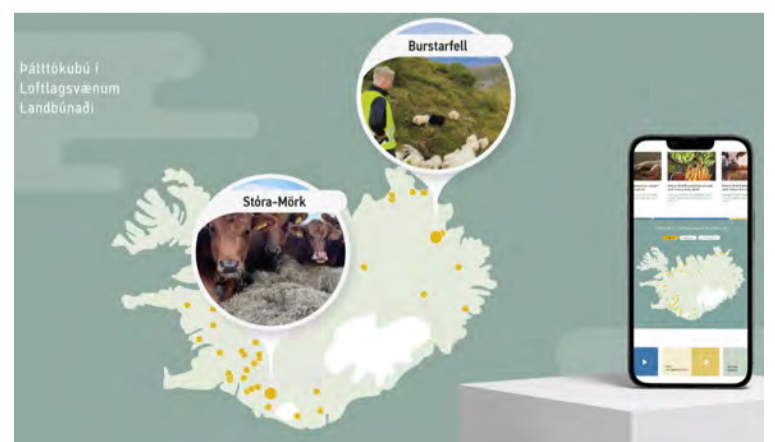 Þátttökubú í
Loftlagsvænum
Landbúnaði
Burstarfell
Stóra-Mörk